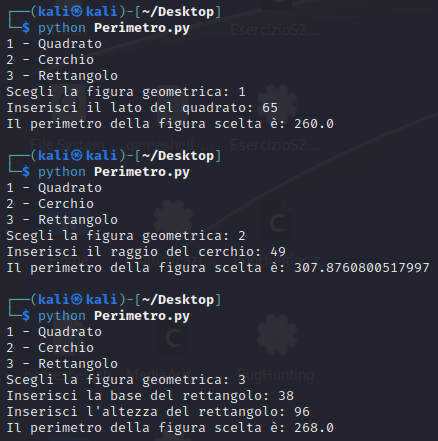 ┌──(kali㉿kali)-[~/Desktop]
└─$ python Perimetro.py
1 - Quadrato
2 - Cerchio
3 - Rettangolo
Scegli la figura geometrica: 1
Inserisci il lato del quadrato: 65
Il perimetro della figura scelta è: 260.0
┌──(kali㉿kali)-[~/Desktop]
└─$ python Perimetro.py
1 - Quadrato
2 - Cerchio
3 - Rettangolo
Scegli la figura geometrica: 2
Inserisci il raggio del cerchio: 49
Il perimetro della figura scelta è: 307.8760800517997
┌──(kali㉿kali)-[~/Desktop]
└─$ python Perimetro.py
1 - Quadrato
2 - Cerchio
3 - Rettangolo
Scegli la figura geometrica: 3
Inserisci la base del rettangolo: 38
Inserisci l'altezza del rettangolo: 96
Il perimetro della figura scelta è: 268.0